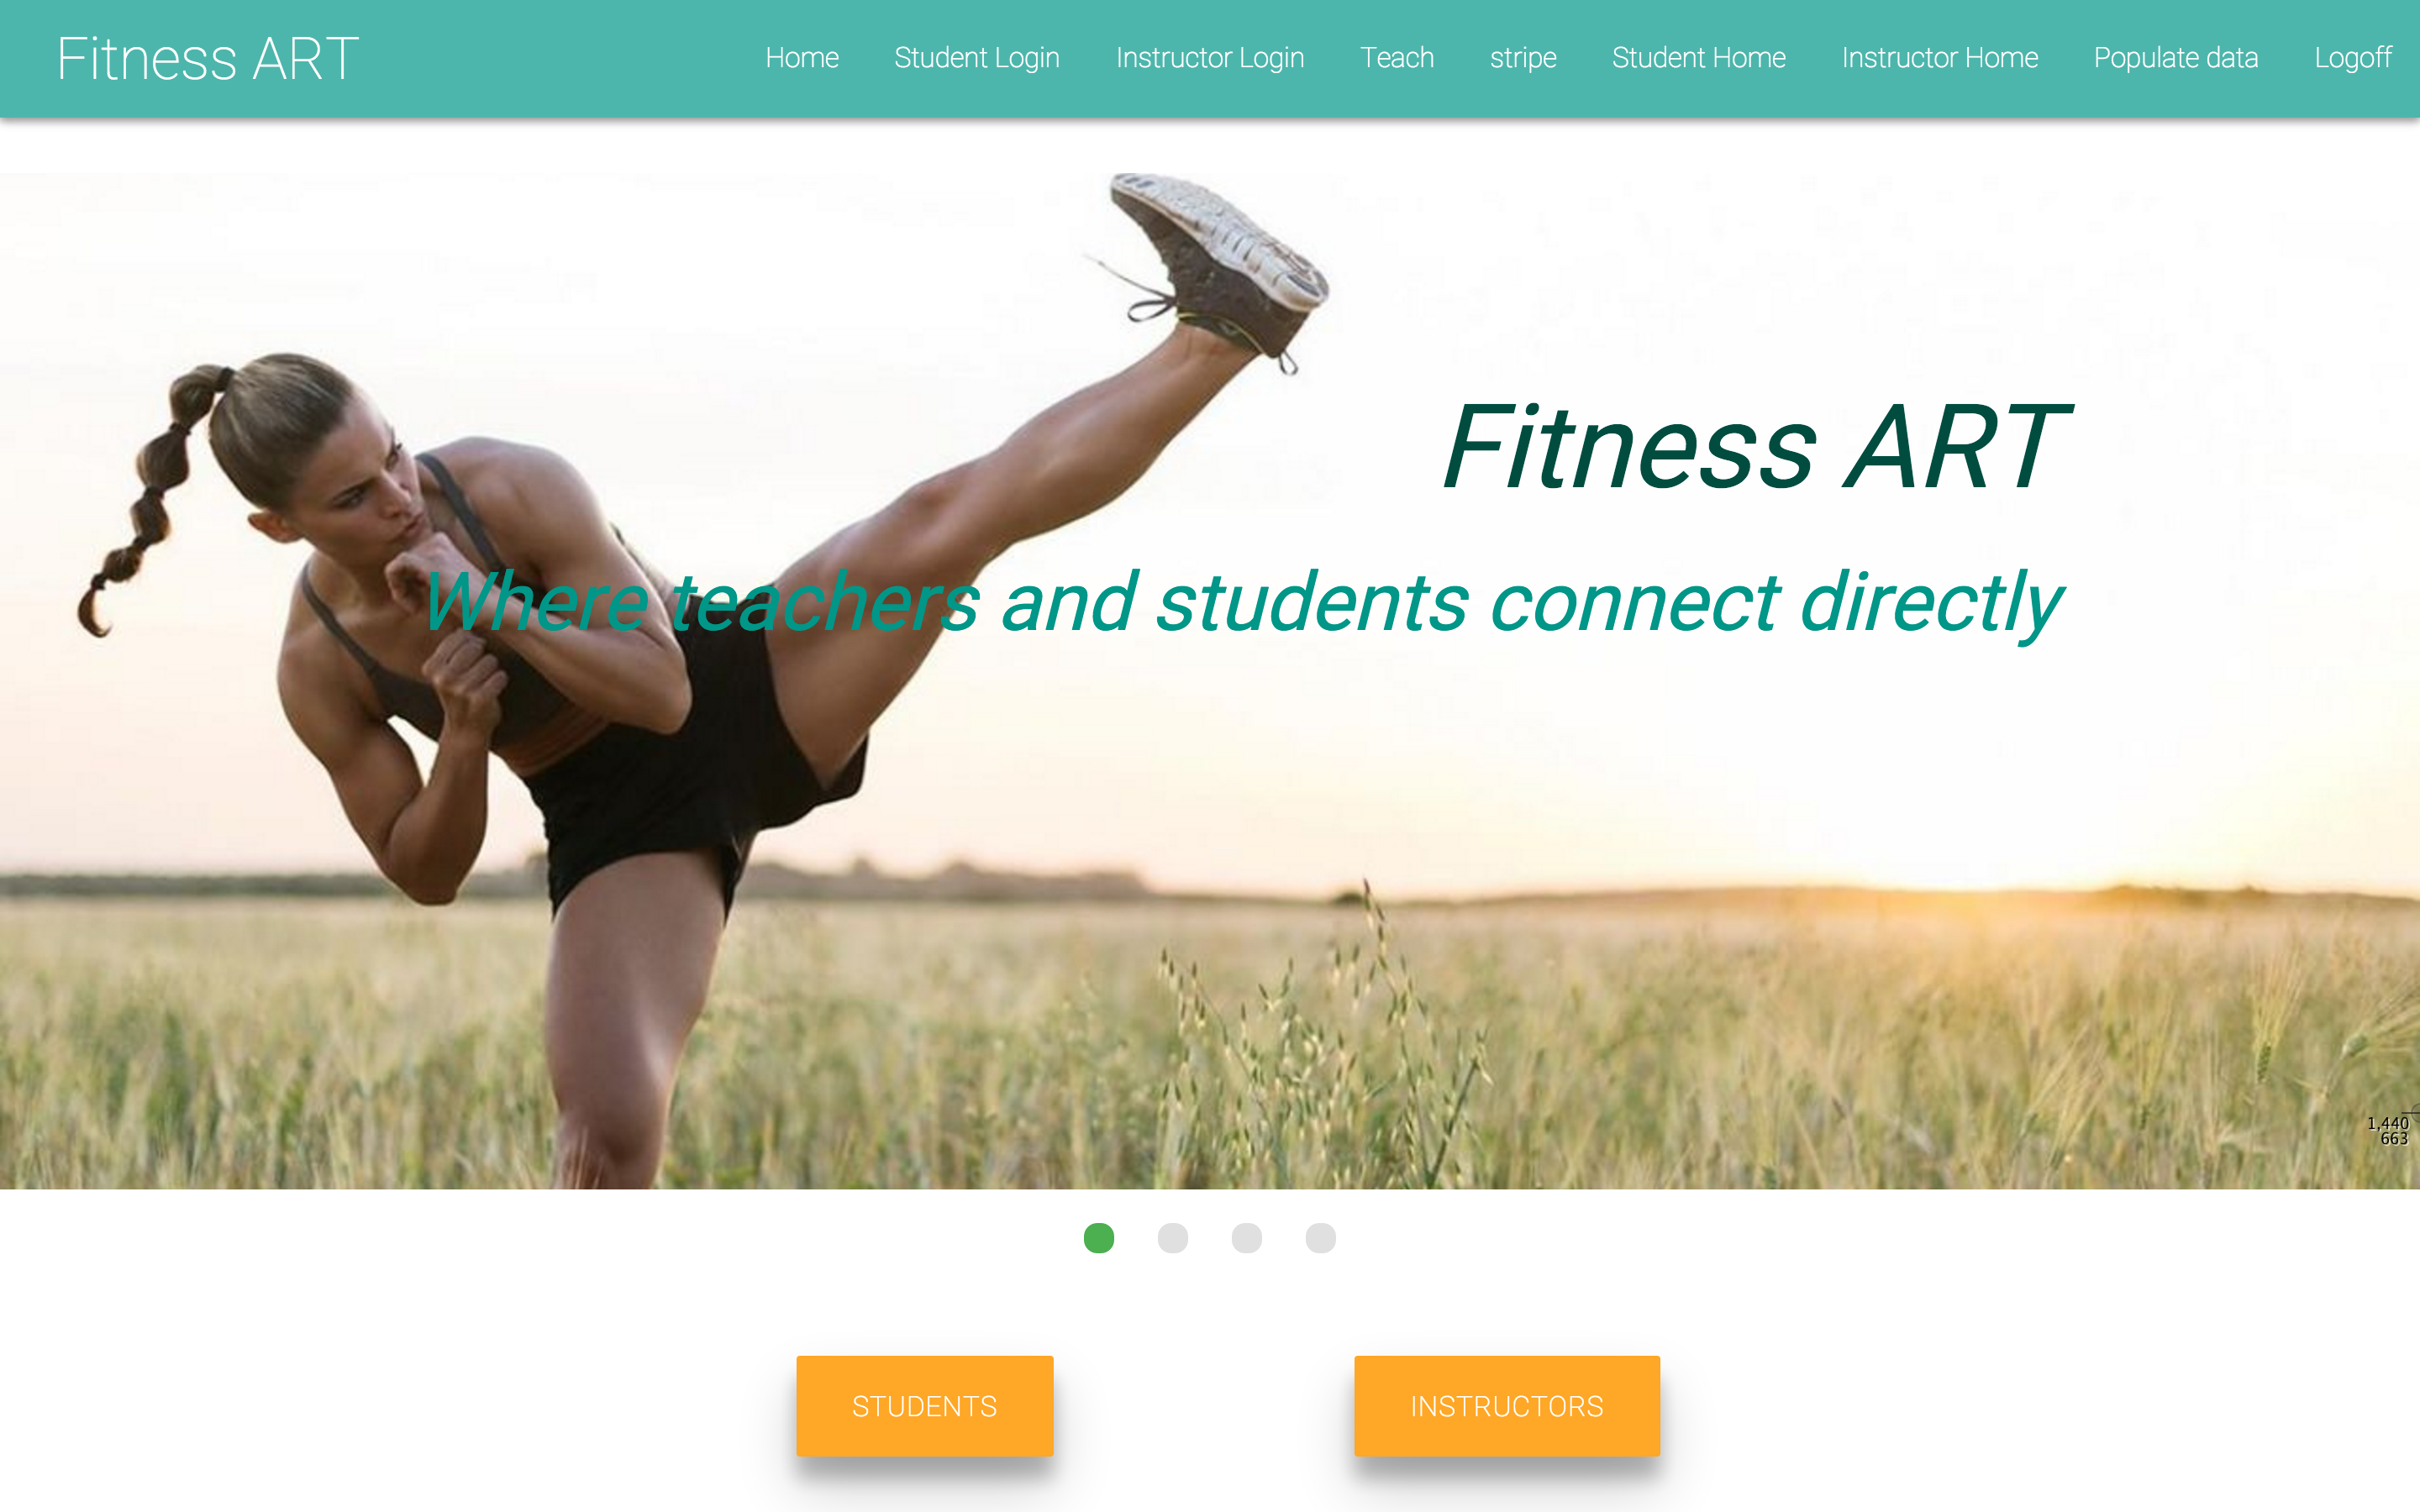 Fitness ART
Home Student Login Instructor Login Teach stripe Student Home Instructor Home Populate data Logoff
Fitness ART
Where teachers and students connect directly
1,440
663
STUDENTS INSTRUCTORS